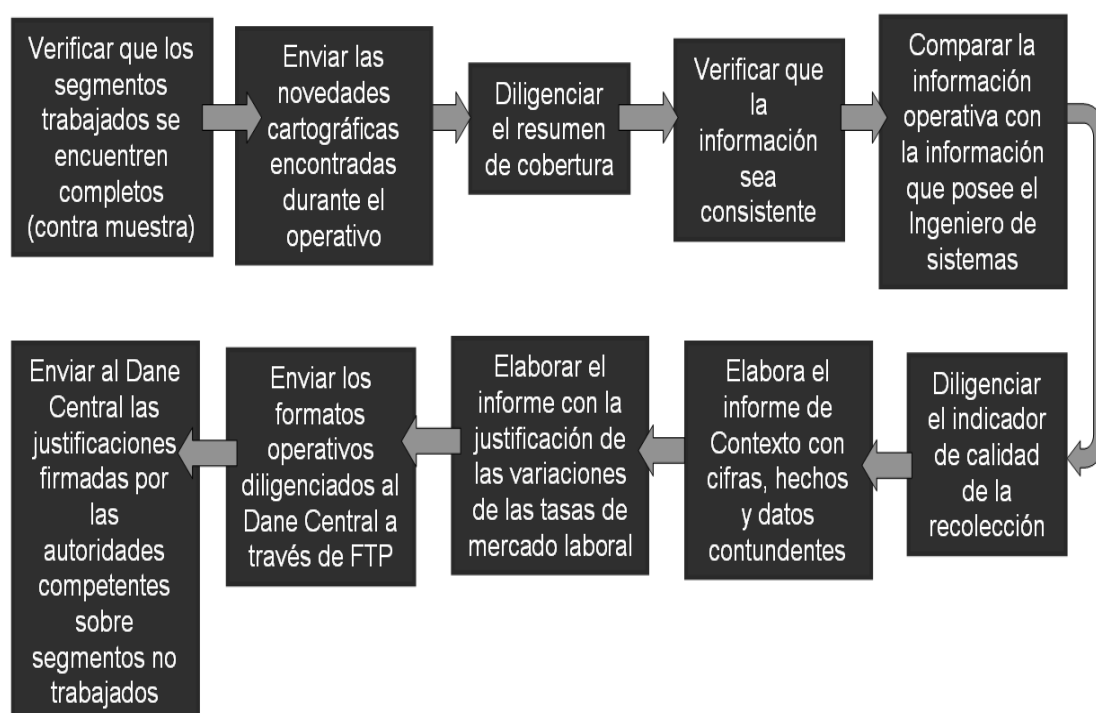 Verificar que los
segmentos
trabajados se
encuentren
completos
(contra muestra)
Enviar las
novedades
cartográficas
encontradas
durante el
operativo
Diligenciar
el resumen
de cobertura
Verificar que
la
información
sea
consistente
Comparar la
información
operativa con
la información
que posee el
Ingeniero de
sistemas
Diligenciar
el indicador
de calidad
de la
recolección
Elabora el
informe de
Contexto con
cifras, hechos
y datos
contundentes
Elaborar el
informe con la
justificación de
las variaciones
de las tasas de
mercado laboral
Enviar los
formatos
operativos
diligenciados al
Dane Central a
través de FTP
Enviar al Dane
Central las
justificaciones
firmadas por
las
autoridades
competentes
sobre
segmentos no
trabajados